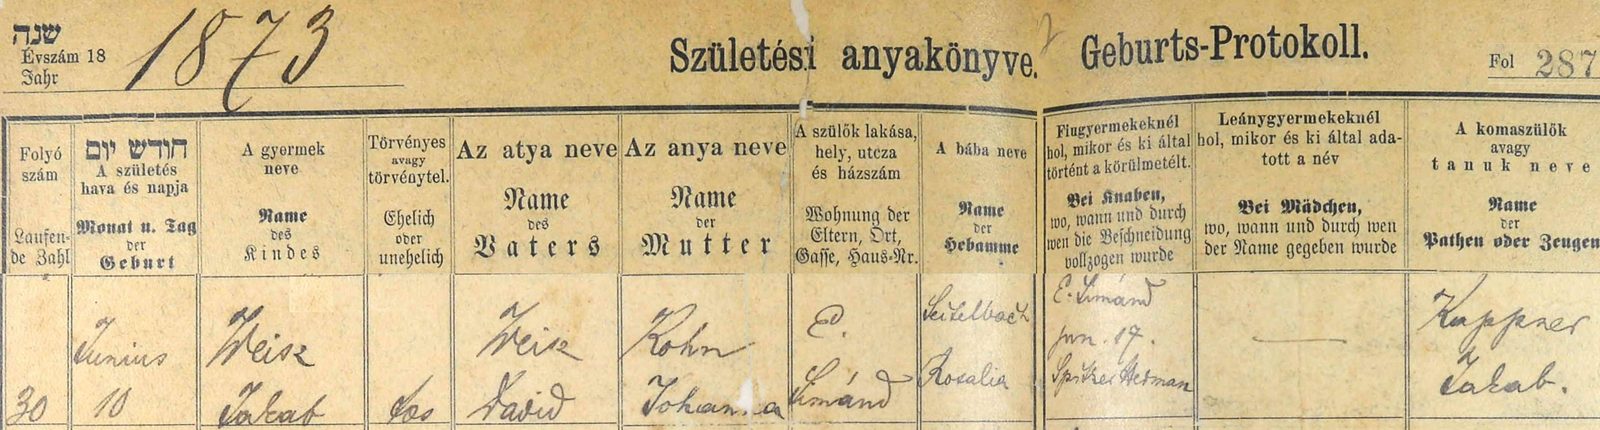 שנה
Évszám 18
Jahr
1873
Születési anyakönyve.
Geburts-Protokoll.
Fol 287
Folyó
szám
Laufen-
de Zahl
חודש יום
A születés
hava és napja
Monat u. Tag
der
Geburt
A gyermek
neve
Name
des
Kindes
Törvényes
avagy
törvénytel.
Ehelich
oder
unehelich
Az atya neve
Name
des
Vaters
Az anya neve
Name
der
Mutter
A szülők lakása,
hely, utcza
és házszám
Wohnung der
Eltern, Ort,
Gasse, Haus-Nr.
A bába neve
Name
der
Hebamme
Fiugyermekeknél
hol, mikor és ki által
történt a körülmetélt.
Bei Knaben,
wo, wann und durch
wen die Beschneidung
vollzogen wurde
Leánygyermekeknél
hol, mikor és ki által ada-
tott a név
Bei Mädchen,
wo, wann und durch wen
der Name gegeben wurde
A komaszülők
avagy
tanuk neve
Name
der
Pathen oder Zeugen
30
Junius
10
Weisz
Jakab
Weisz
David
Kohn
Johanna
E.
Simánd
Seitelbach
Rosalia
E. Simánd
jun. 17.
Spitzer Herman
Kappner
Jakab.